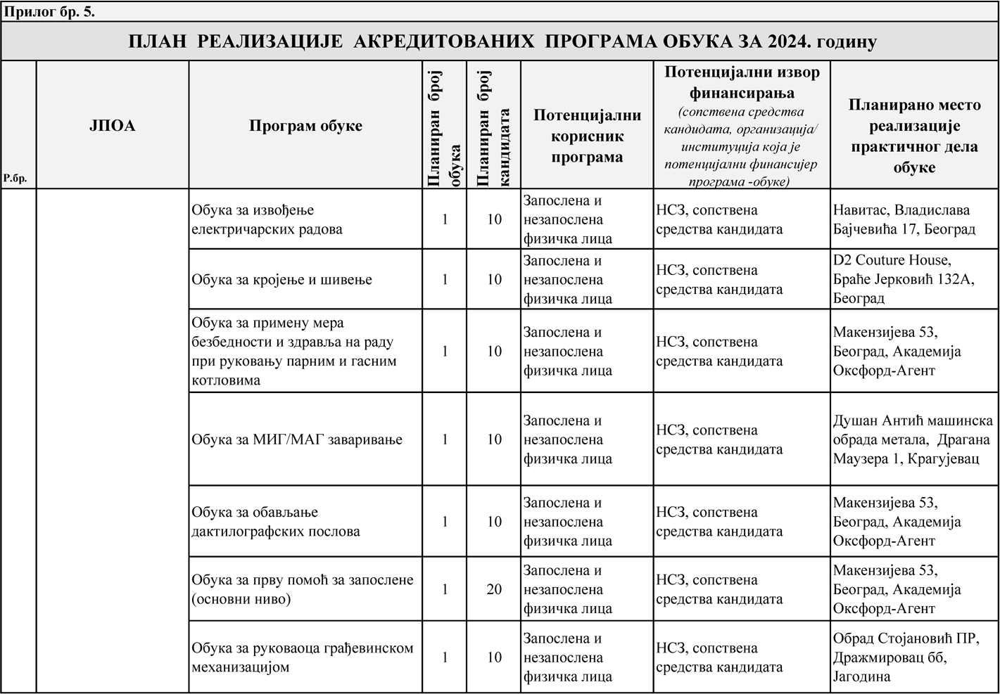 Прилог бр. 5.
ПЛАН РЕАЛИЗАЦИЈЕ АКРЕДИТОВАНИХ ПРОГРАМА ОБУКА ЗА 2024. годину
Р.бр.
ЈПОА
Програм обуке
Планиран број
обука
Планиран број
кандидата
Потенцијални
корисник
програма
Потенцијални извор
финансирања
(сопствена средства
кандидата, организација/
институција која је
потенцијални финансијер
програма -обуке)
Планирано место
реализације
практичног дела
обуке
Обука за извођење
електричарских радова
1
10
Запослена и
незапослена
физичка лица
НСЗ, сопствена
средства кандидата
Навитас, Владислава
Бајчевића 17, Београд
Обука за кројење и шивење
1
10
Запослена и
незапослена
физичка лица
НСЗ, сопствена
средства кандидата
D2 Couture House,
Браће Јерковић 132А,
Београд
Обука за примену мера
безбедности и здравља на раду
при руковању парним и гасним
котловима
1
10
Запослена и
незапослена
физичка лица
НСЗ, сопствена
средства кандидата
Макензијева 53,
Београд, Академија
Оксфорд-Агент
Обука за МИГ/МАГ заваривање
1
10
Запослена и
незапослена
физичка лица
НСЗ, сопствена
средства кандидата
Душан Антић машинска
обрада метала, Драгана
Маузера 1, Крагујевац
Обука за обављање
дактилографских послова
1
10
Запослена и
незапослена
физичка лица
НСЗ, сопствена
средства кандидата
Макензијева 53,
Београд, Академија
Оксфорд-Агент
Обука за прву помоћ за запослене
(основни ниво)
1
20
Запослена и
незапослена
физичка лица
НСЗ, сопствена
средства кандидата
Макензијева 53,
Београд, Академија
Оксфорд-Агент
Обука за руковаоца грађевинском
механизацијом
1
10
Запослена и
незапослена
физичка лица
НСЗ, сопствена
средства кандидата
Обрад Стојановић ПР,
Дражмировац бб,
Јагодина